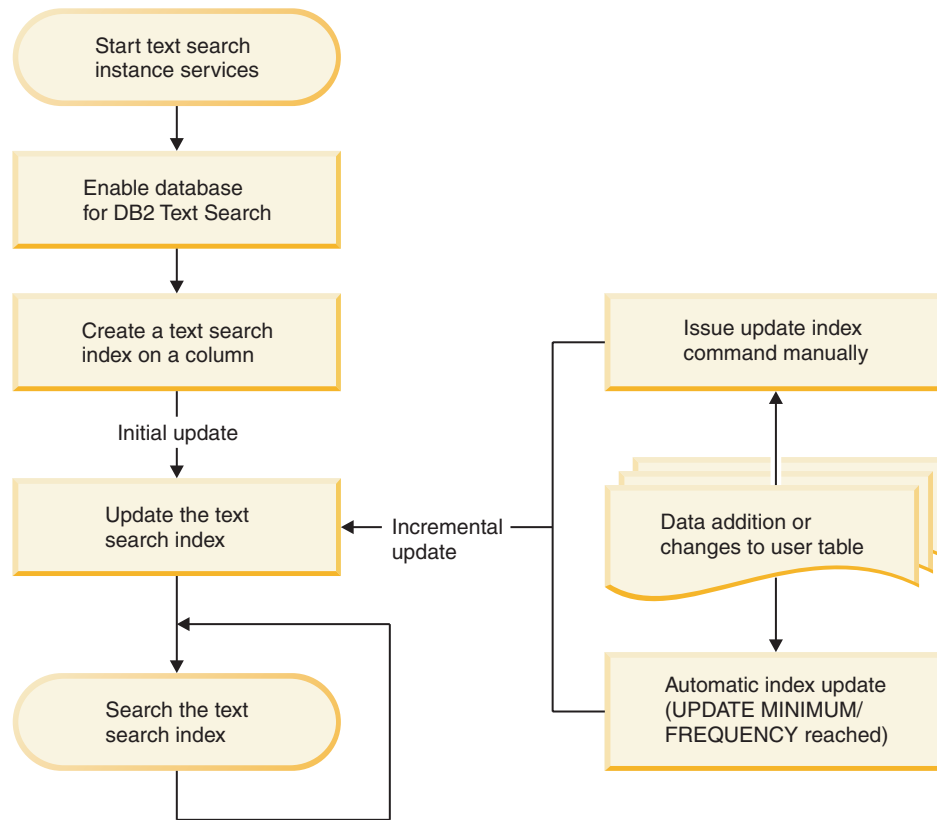 Start text search
instance services
Enable database
for DB2 Text Search
Create a text search
index on a column
Initial update
Update the text
search index
Search the text
search index
Incremental
update
Issue update index
command manually
Data addition or
changes to user table
Automatic index update
(UPDATE MINIMUM/
FREQUENCY reached)